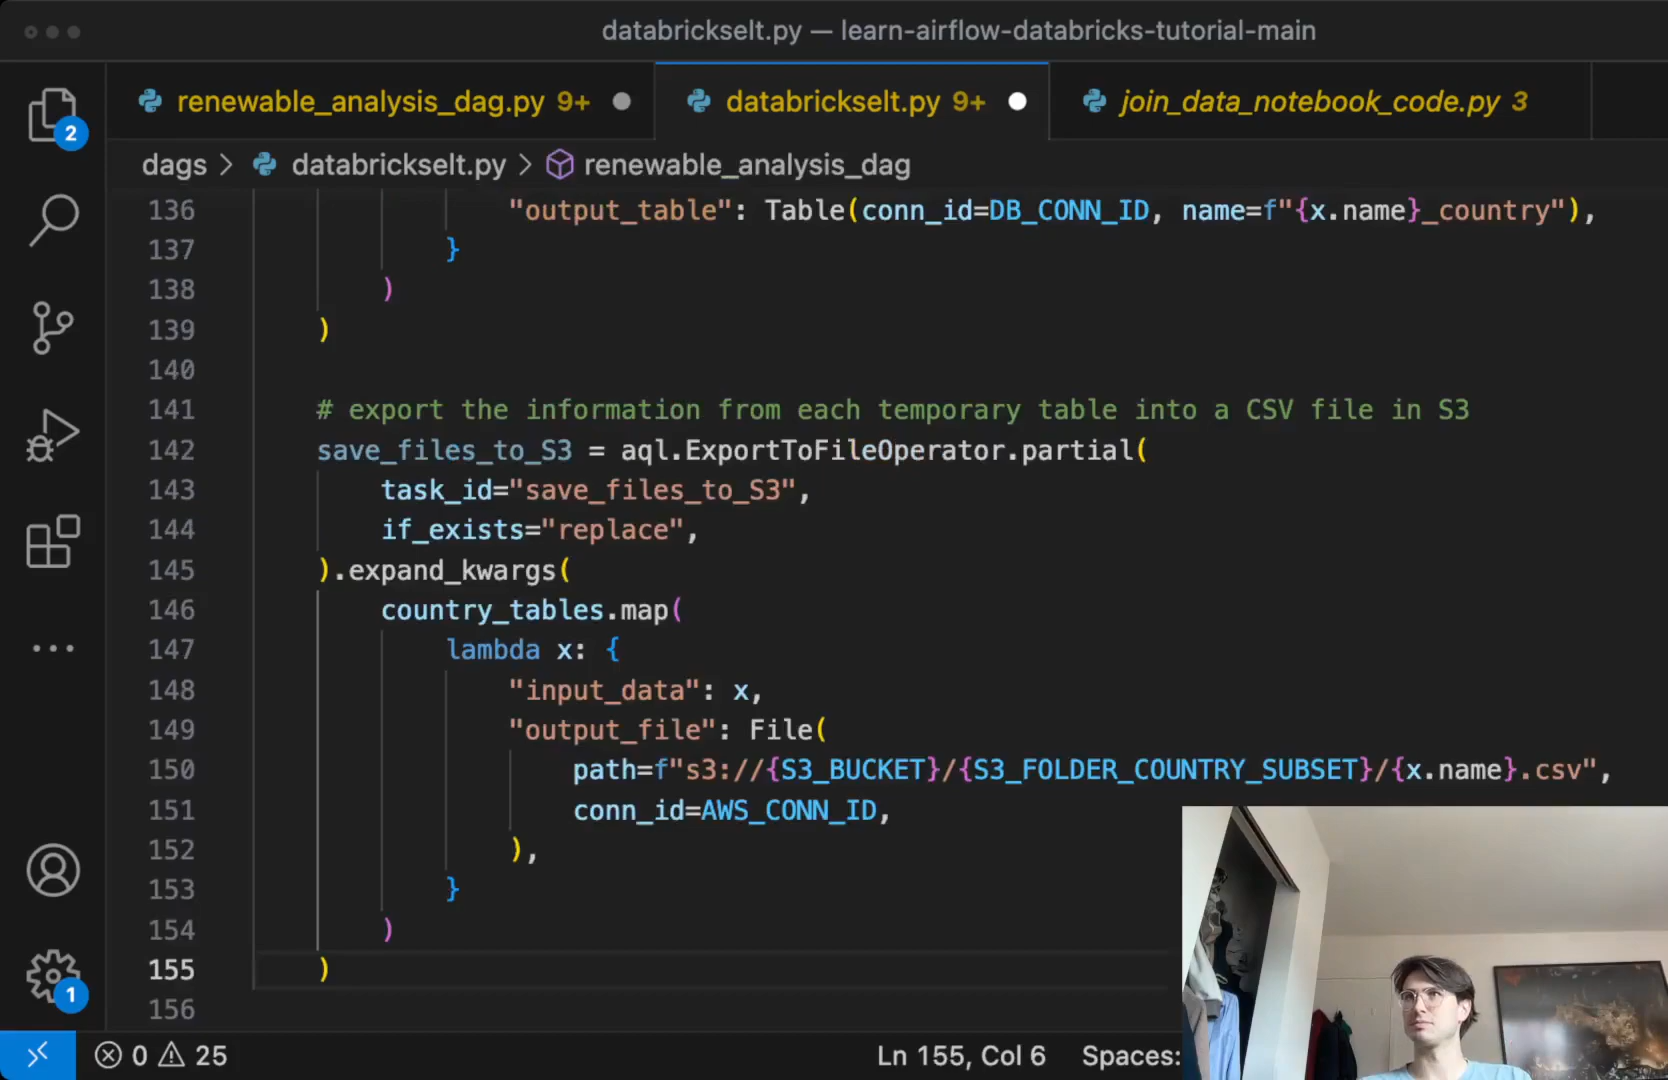 databrickselt.py — learn-airflow-databricks-tutorial-main
renewable_analysis_dag.py 9+
databrickselt.py 9+
join_data_notebook_code.py 3
2
dags > databrickselt.py > renewable_analysis_dag
136 "output_table": Table(conn_id=DB_CONN_ID, name=f"{x.name}_country"),
137 }
138 )
139 )
140
141 # export the information from each temporary table into a CSV file in S3
142 save_files_to_S3 = aql.ExportToFileOperator.partial(
143 task_id="save_files_to_S3",
144 if_exists="replace",
145 ).expand_kwargs(
146 country_tables.map(
147 lambda x: {
148 "input_data": x,
149 "output_file": File(
150 path=f"s3://{S3_BUCKET}/{S3_FOLDER_COUNTRY_SUBSET}/{x.name}.csv",
151 conn_id=AWS_CONN_ID,
152 ),
153 }
154 )
155 )
156
1
0 25
Ln 155, Col 6 Spaces: